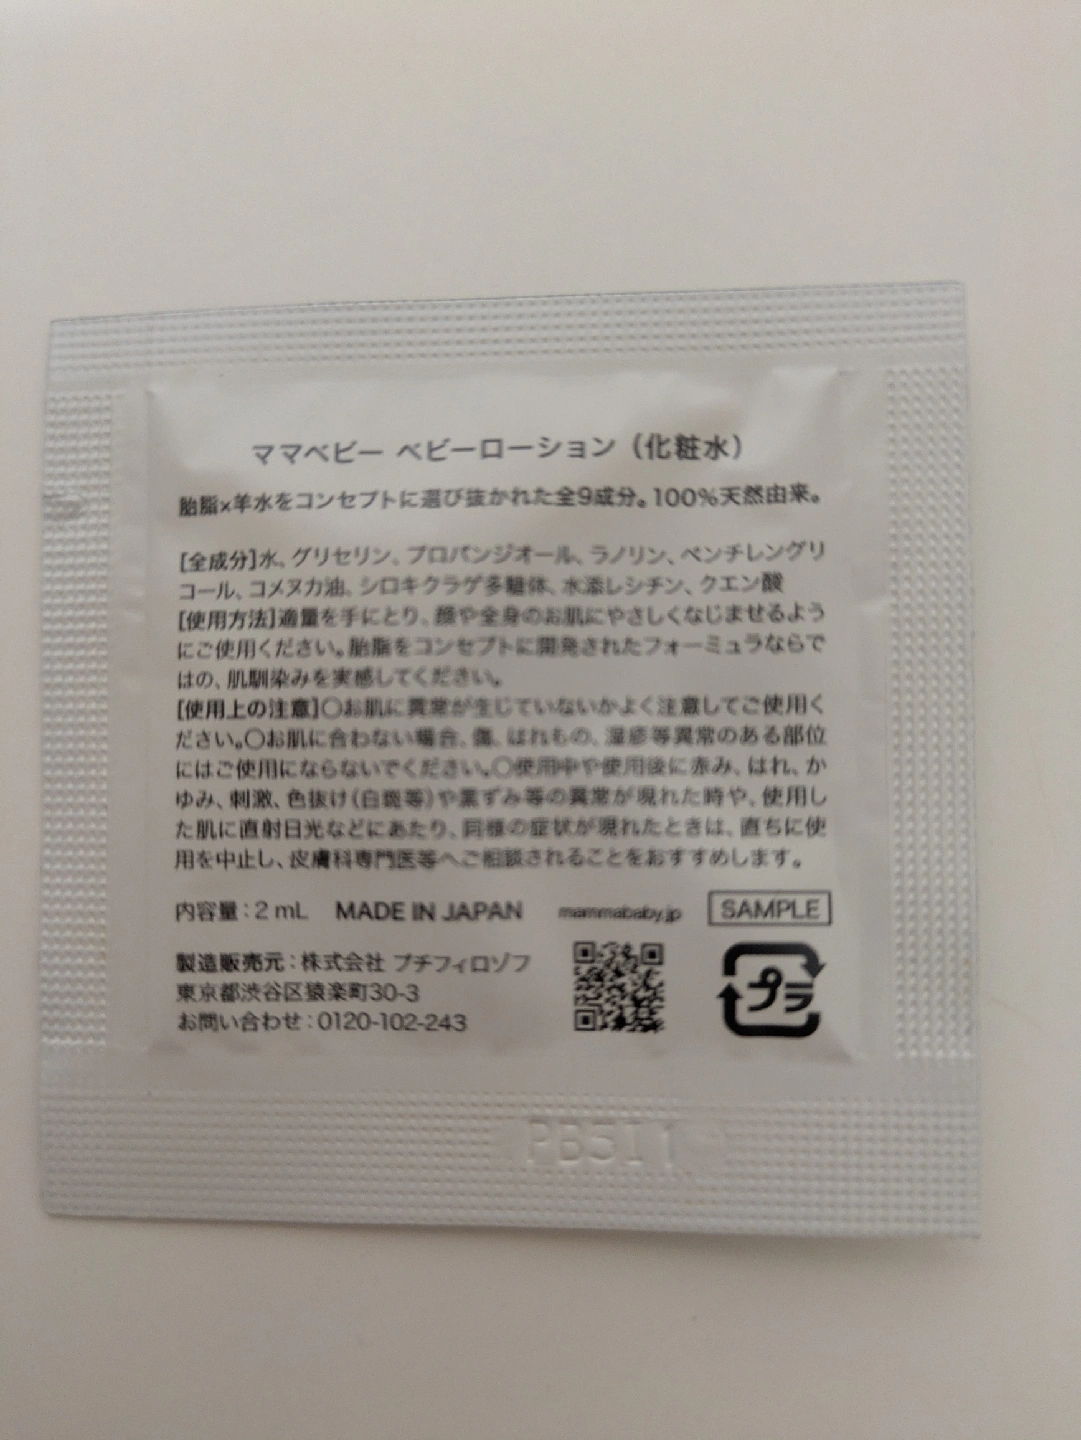 ママベビー ベビーローション（化粧水）
胎脂×羊水をコンセプトに選び抜かれた全9成分。100%天然由来。
[全成分]水、グリセリン、プロパンジオール、ラノリン、ペンチレングリ
コール、コメヌカ油、シロキクラゲ多糖体、水添レシチン、クエン酸
[使用方法]適量を手にとり、顔や全身のお肌にやさしくなじませるよう
にご使用ください。胎脂をコンセプトに開発されたフォーミュラならで
はの、肌馴染みを実感してください。
[使用上の注意]〇お肌に異常が生じていないかよく注意してご使用く
ださい。〇お肌に合わない場合、傷、はれもの、湿疹等異常のある部位
にはご使用にならないでください。〇使用中や使用後に赤み、はれ、か
ゆみ、刺激、色抜け（白斑等）や黒ずみ等の異常が現れた時や、使用し
た肌に直射日光などにあたり、同様の症状が現れたときは、直ちに使
用を中止し、皮膚科専門医等へご相談されることをおすすめします。
内容量：2 mL MADE IN JAPAN mammababy.jp SAMPLE
製造販売元：株式会社 プチフィロゾフ
東京都渋谷区猿楽町30-3
お問い合わせ：0120-102-243
プラ
PB511